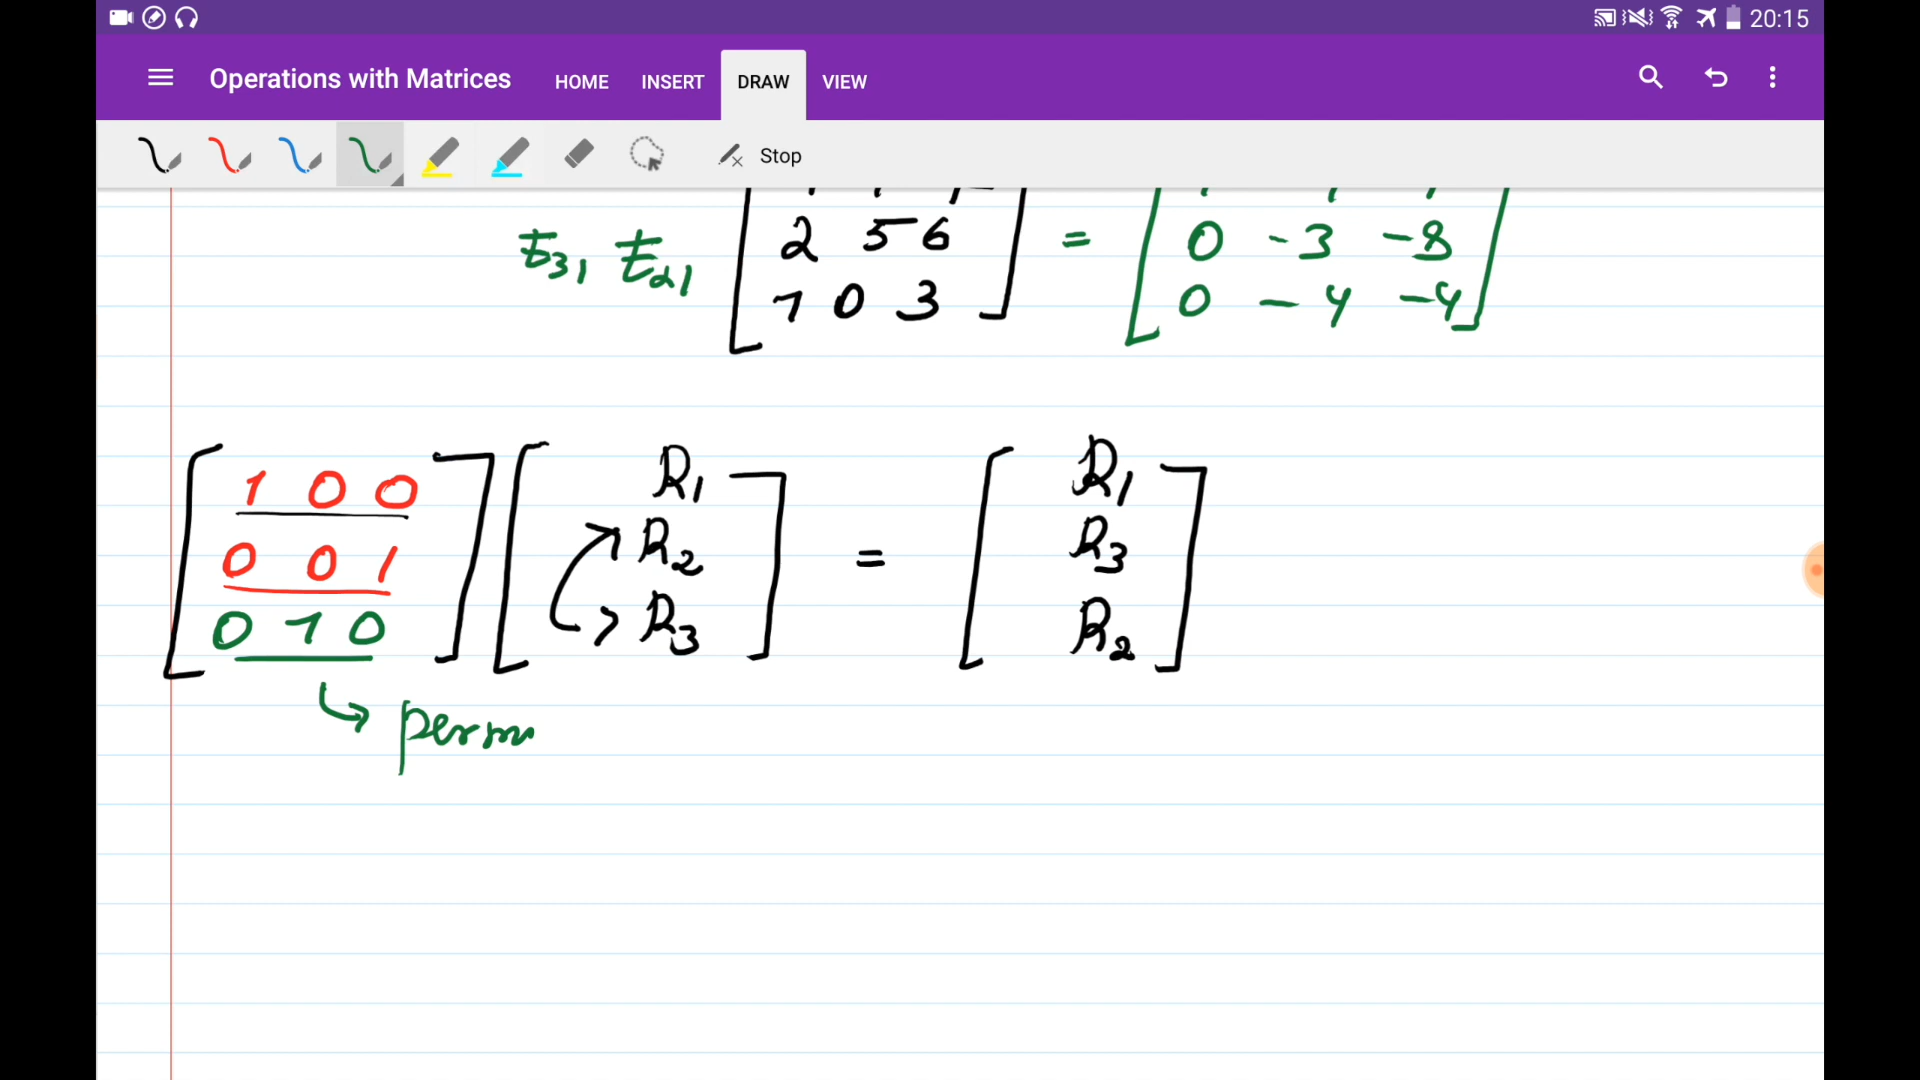 20:15
Operations with Matrices HOME INSERT DRAW VIEW
Stop
E31 E21 [2 5 6 = [0 -3 -8
1 0 3] 0 -4 -4]
[1 0 0] [R1] [R1]
0 0 1 R2 = R3
0 1 0 R3 R2
↳ perm